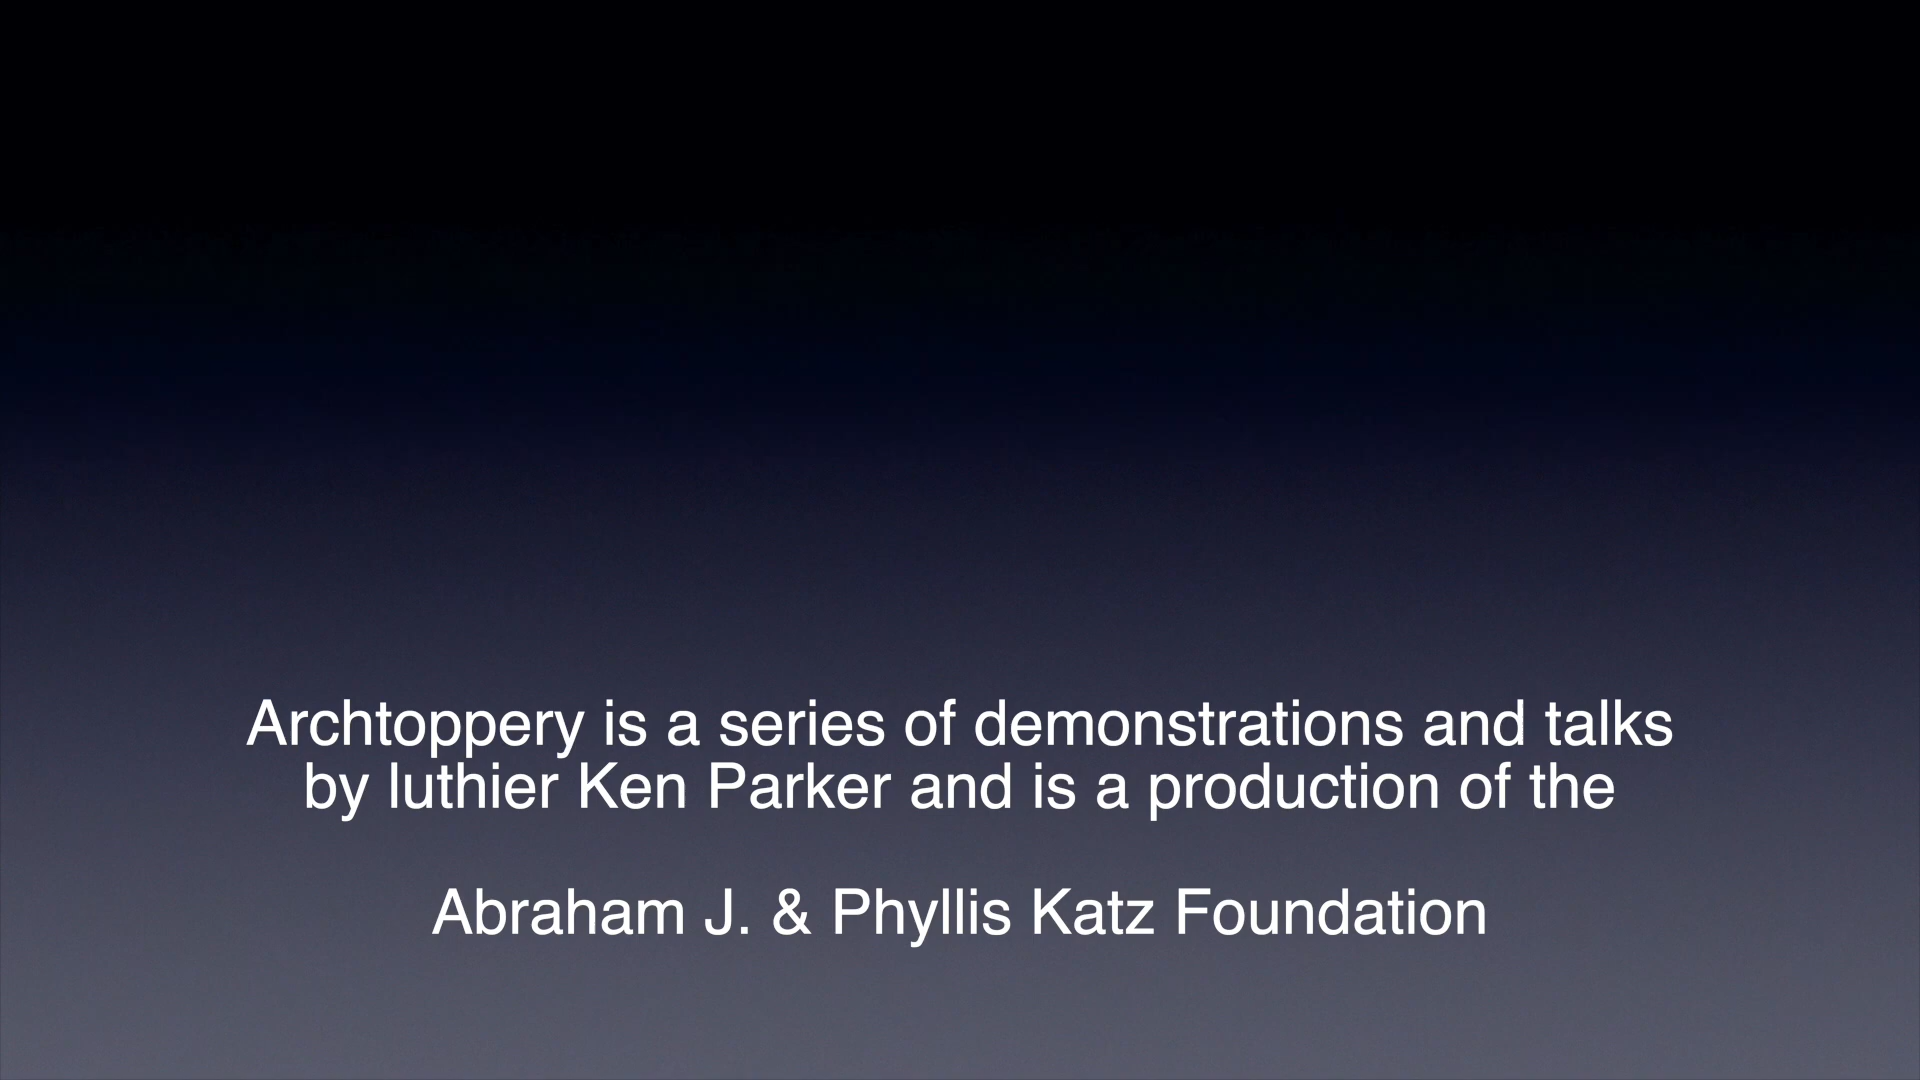 Archtoppery is a series of demonstrations and talks
by luthier Ken Parker and is a production of the
Abraham J. & Phyllis Katz Foundation